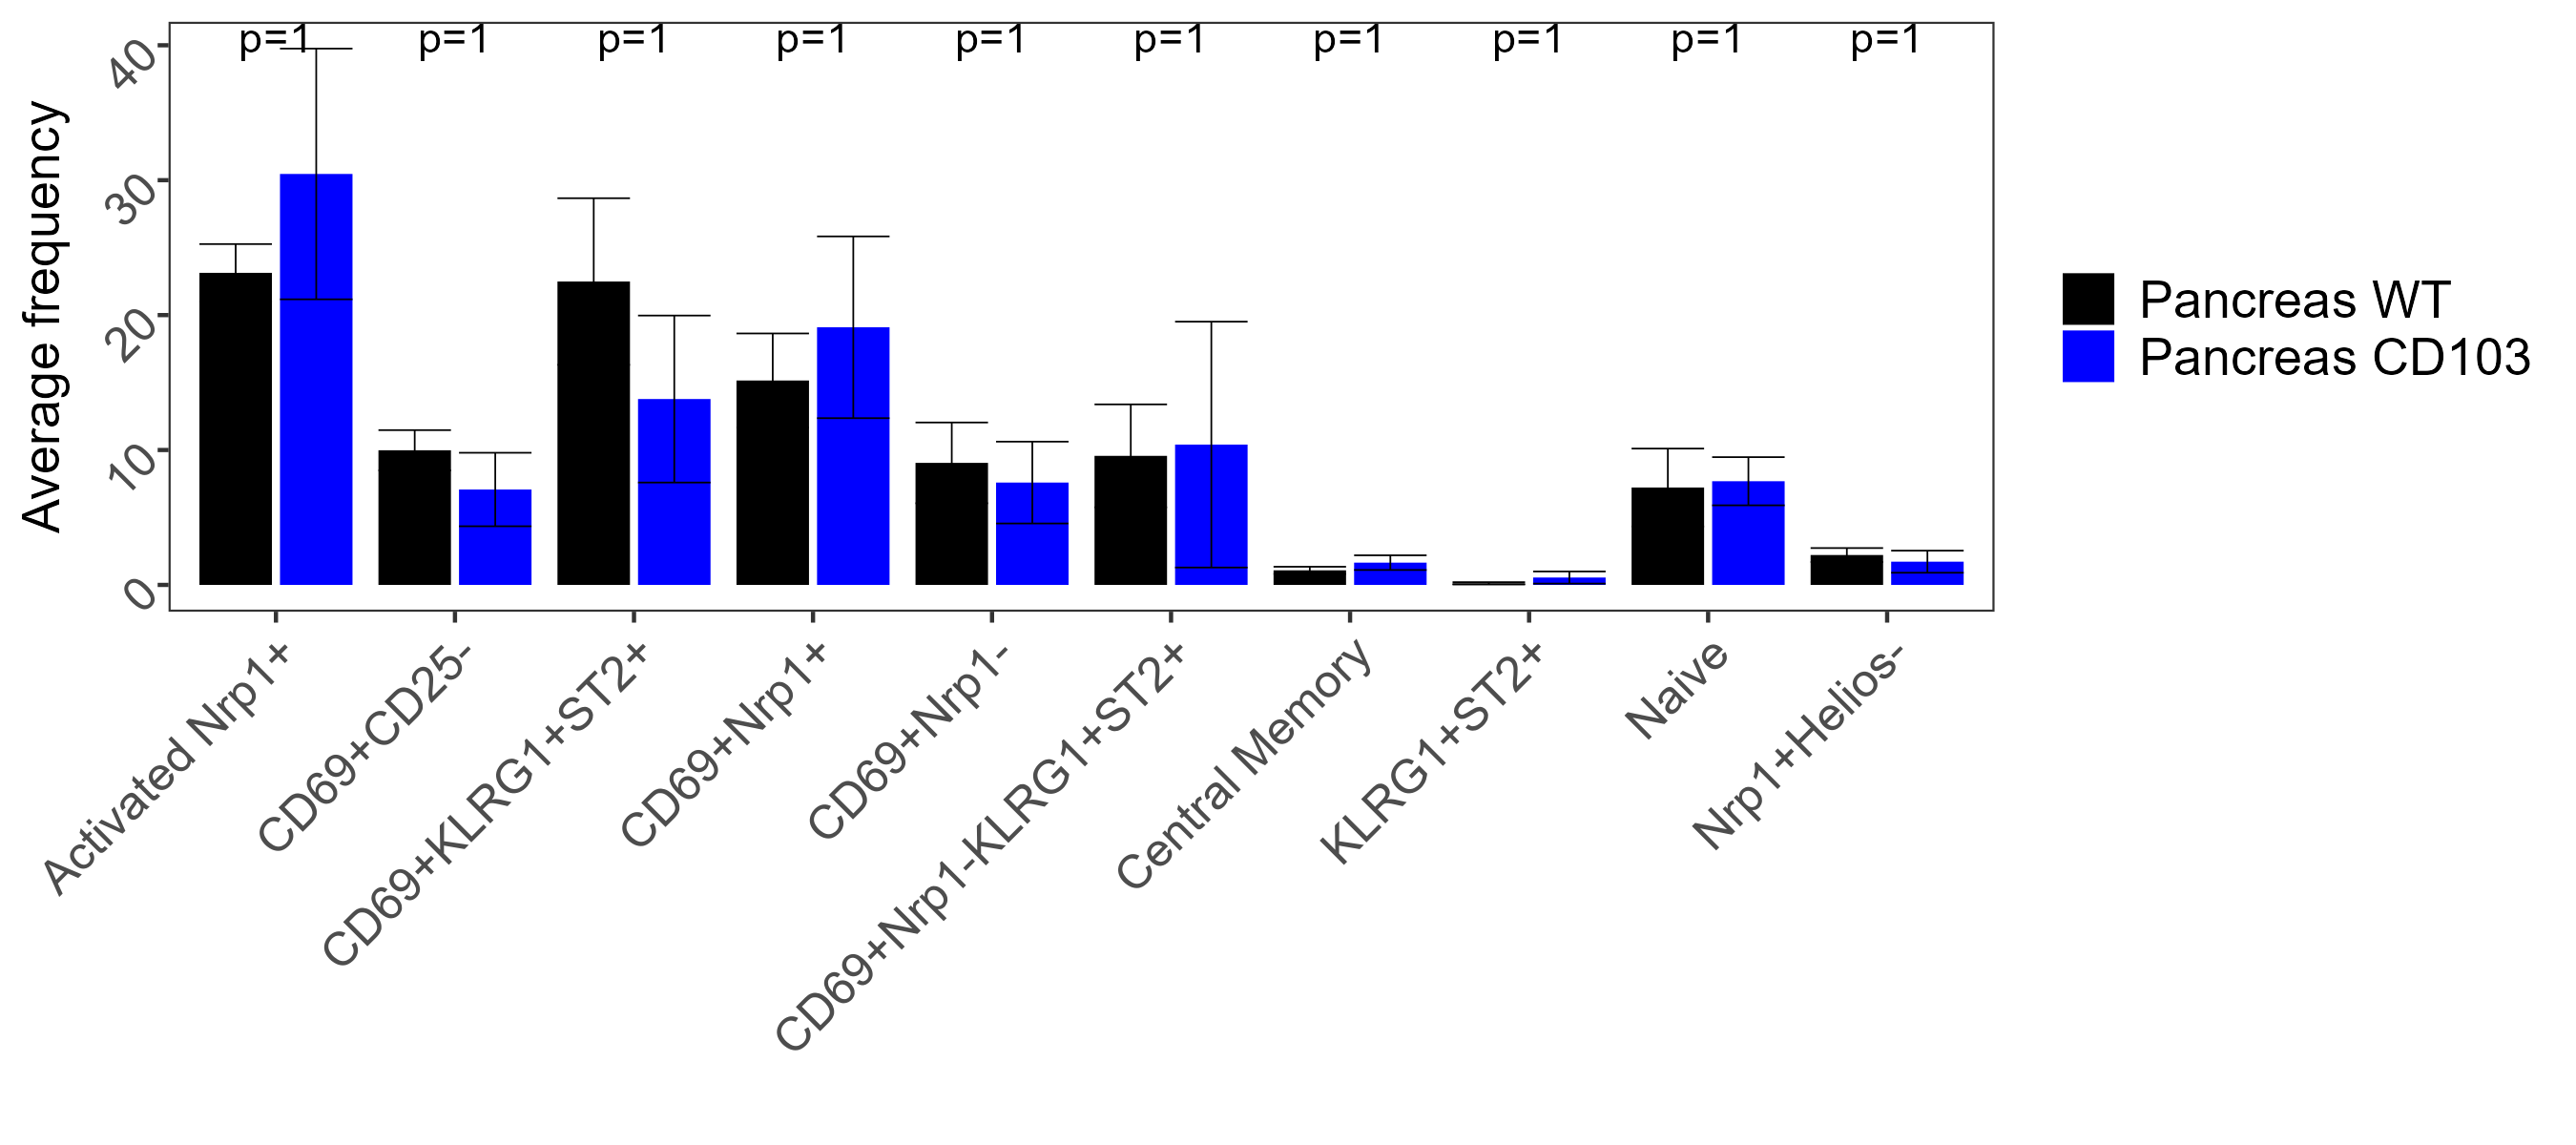 p=1 p=1 p=1 p=1 p=1 p=1 p=1 p=1 p=1 p=1
Average frequency
40
30
20
10
0
Activated Nrp1+
CD69+CD25-
CD69+KLRG1+ST2+
CD69+Nrp1+
CD69+Nrp1-
CD69+Nrp1-KLRG1+ST2+
Central Memory
KLRG1+ST2+
Naive
Nrp1+Helios-
Pancreas WT
Pancreas CD103